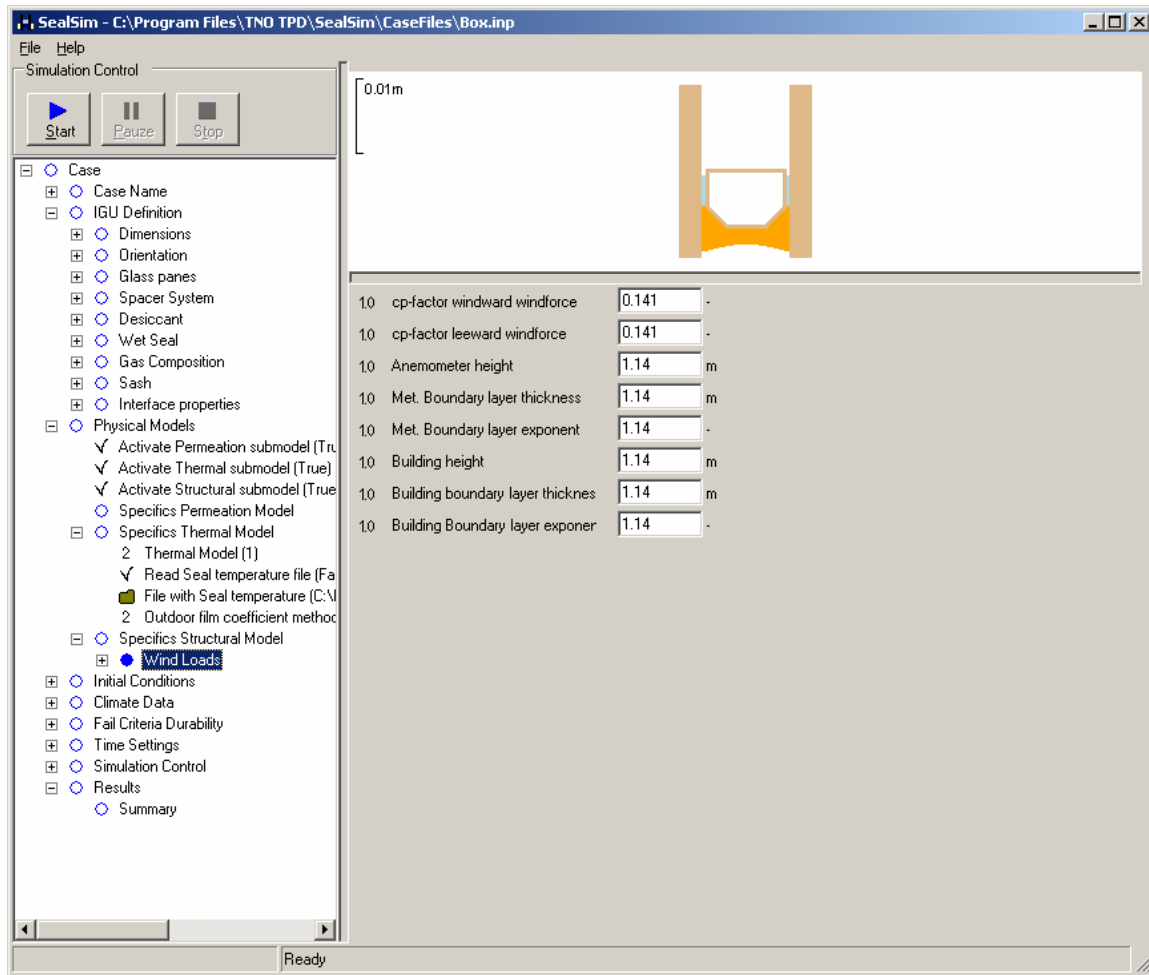 SealSim - C:\Program Files\TNO TPD\SealSim\CaseFiles\Box.inp
File Help
Simulation Control
Start
Pauze
Stop
Case
Case Name
IGU Definition
Dimensions
Orientation
Glass panes
Spacer System
Desiccant
Wet Seal
Gas Composition
Sash
Interface properties
Physical Models
Activate Permeation submodel (Tru
Activate Thermal submodel (True)
Activate Structural submodel (True
Specifics Permeation Model
Specifics Thermal Model
2 Thermal Model (1)
Read Seal temperature file (Fa
File with Seal temperature (C:\
2 Outdoor film coefficient method
Specifics Structural Model
Wind Loads
Initial Conditions
Climate Data
Fail Criteria Durability
Time Settings
Simulation Control
Results
Summary
0.01m
1.0 cp-factor windward windforce 0.141 -
1.0 cp-factor leeward windforce 0.141 -
1.0 Anemometer height 1.14 m
1.0 Met. Boundary layer thickness 1.14 m
1.0 Met. Boundary layer exponent 1.14 -
1.0 Building height 1.14 m
1.0 Building boundary layer thicknes 1.14 m
1.0 Building Boundary layer exponer 1.14 -
Ready